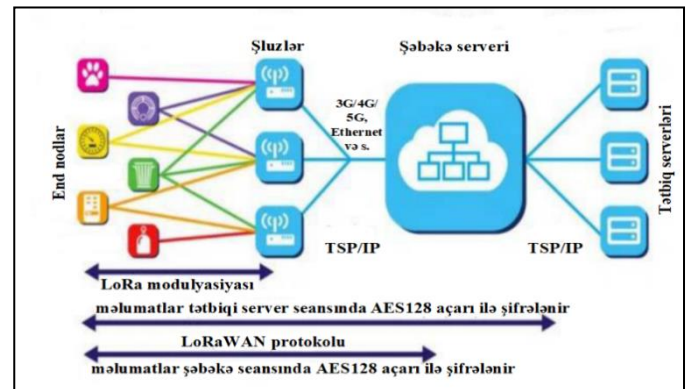 Şluzlər
Şəbəkə serveri
3G/4G/
5G,
Ethernet
və s.
End nodlar
Tətbiq serverləri
TSP/IP
TSP/IP
LoRa modulyasiyası
məlumatlar tətbiqi server seansında AES128 açarı ilə şifrələnir
LoRaWAN protokolu
məlumatlar şəbəkə seansında AES128 açarı ilə şifrələnir